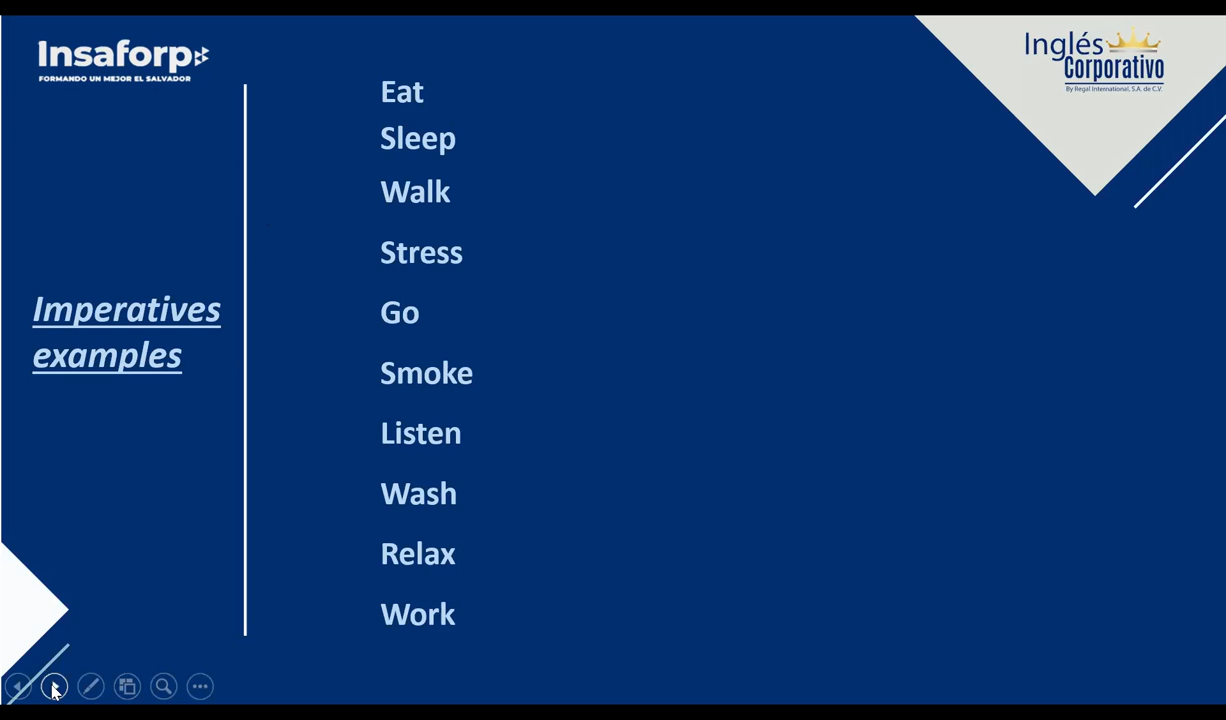 Insaforp
FORMANDO UN MEJOR EL SALVADOR
Inglés
Corporativo
By Regal International, S.A. de C.V.
Imperatives
examples
Eat
Sleep
Walk
Stress
Go
Smoke
Listen
Wash
Relax
Work